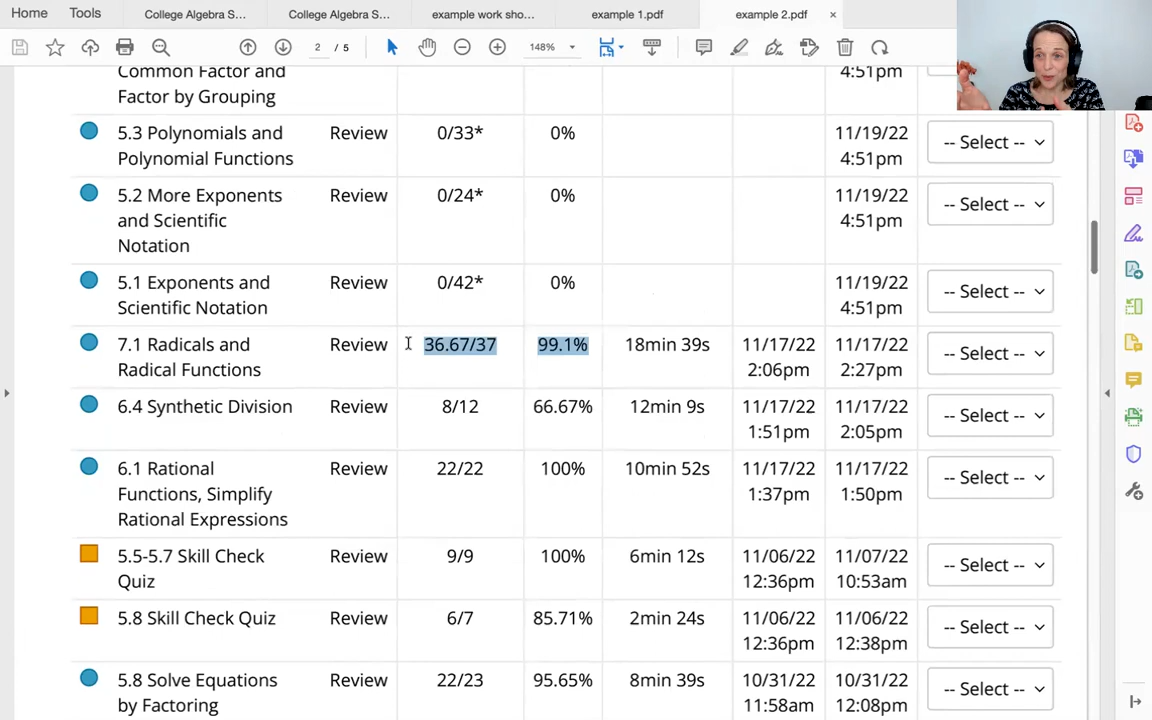 Home Tools College Algebra S... College Algebra S... example work sho... example 1.pdf example 2.pdf ×
2 / 5 148%
Common Factor and
Factor by Grouping
4:51pm
5.3 Polynomials and
Polynomial Functions
Review 0/33* 0%
11/19/22
4:51pm
-- Select --
5.2 More Exponents
and Scientific
Notation
Review 0/24* 0%
11/19/22
4:51pm
-- Select --
5.1 Exponents and
Scientific Notation
Review 0/42* 0%
11/19/22
4:51pm
-- Select --
7.1 Radicals and
Radical Functions
Review 36.67/37 99.1% 18min 39s
11/17/22
2:06pm
11/17/22
2:27pm
-- Select --
6.4 Synthetic Division
Review 8/12 66.67% 12min 9s
11/17/22
1:51pm
11/17/22
2:05pm
-- Select --
6.1 Rational
Functions, Simplify
Rational Expressions
Review 22/22 100% 10min 52s
11/17/22
1:37pm
11/17/22
1:50pm
-- Select --
5.5-5.7 Skill Check
Quiz
Review 9/9 100% 6min 12s
11/06/22
12:36pm
11/07/22
10:53am
-- Select --
5.8 Skill Check Quiz
Review 6/7 85.71% 2min 24s
11/06/22
12:36pm
11/06/22
12:38pm
-- Select --
5.8 Solve Equations
by Factoring
Review 22/23 95.65% 8min 39s
10/31/22
11:58am
10/31/22
12:08pm
-- Select --